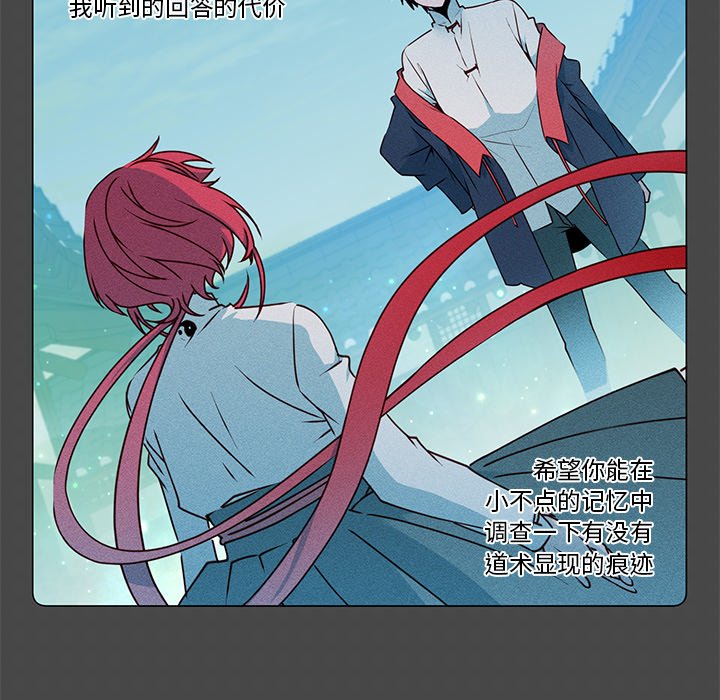 我听到的回答的代价
希望你能在
小不点的记忆中
调查一下有没有
道术显现的痕迹